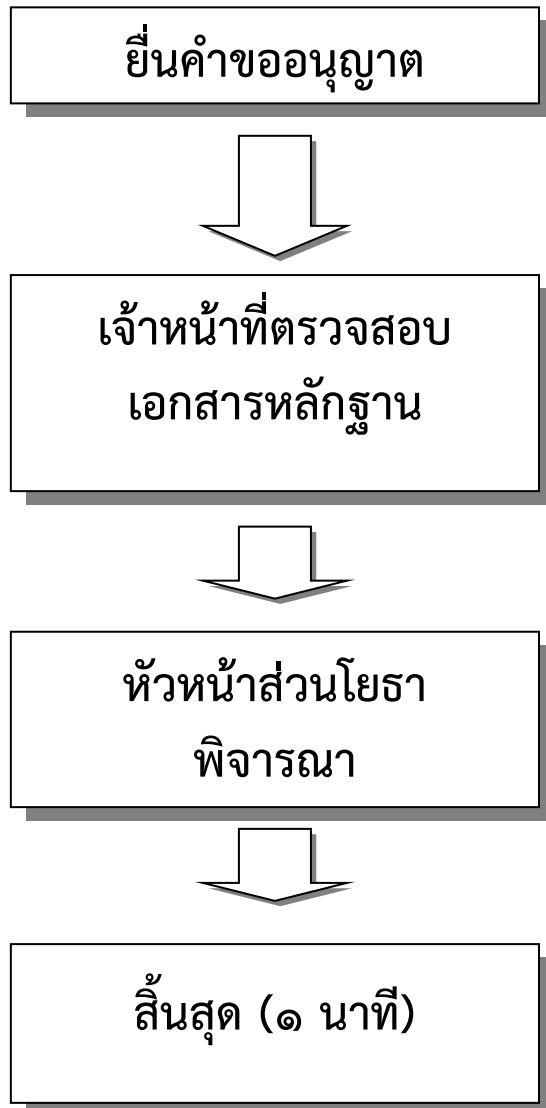 ยื่นคำขออนุญาต
เจ้าหน้าที่ตรวจสอบ
เอกสารหลักฐาน
หัวหน้าส่วนโยธา
พิจารณา
สิ้นสุด (๑ นาที)